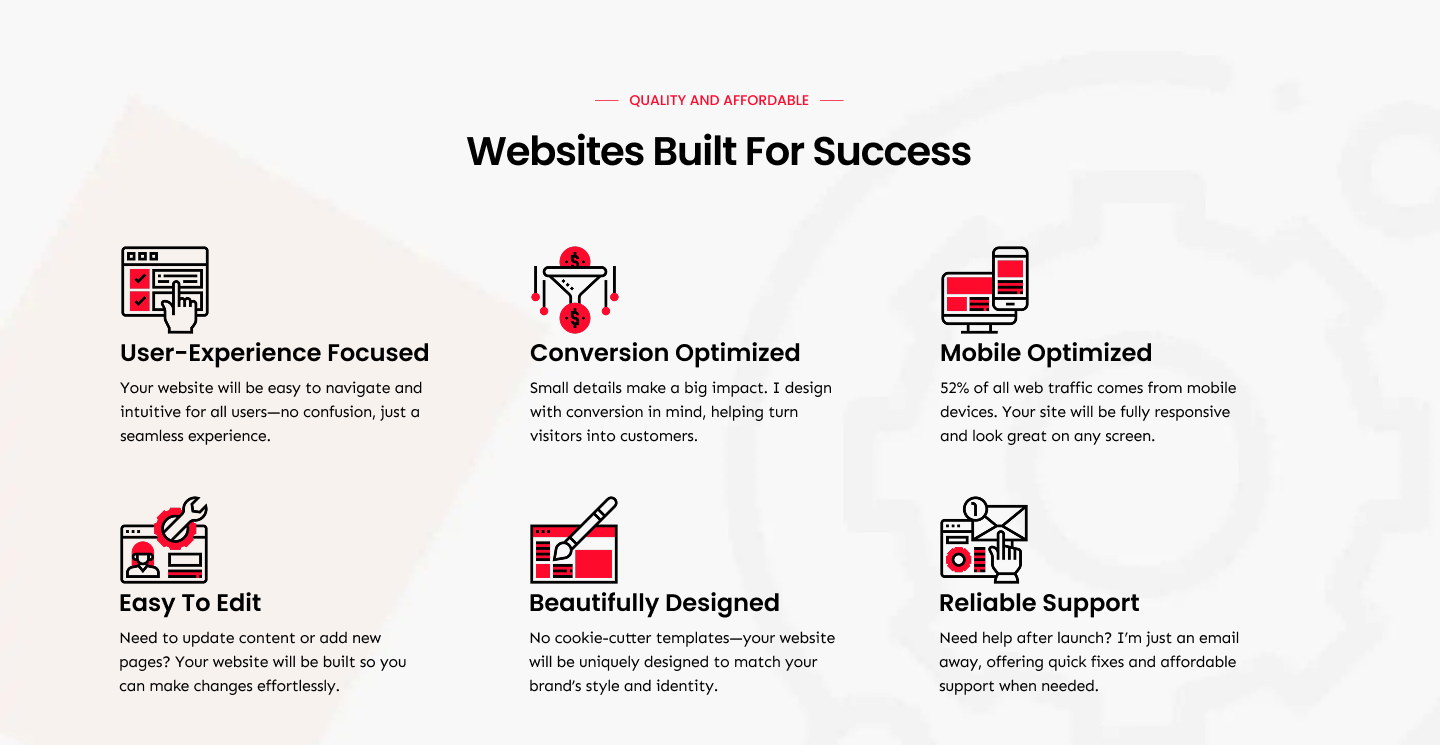 QUALITY AND AFFORDABLE
Websites Built For Success
User-Experience Focused
Your website will be easy to navigate and
intuitive for all users—no confusion, just a
seamless experience.
Conversion Optimized
Small details make a big impact. I design
with conversion in mind, helping turn
visitors into customers.
Mobile Optimized
52% of all web traffic comes from mobile
devices. Your site will be fully responsive
and look great on any screen.
Easy To Edit
Need to update content or add new
pages? Your website will be built so you
can make changes effortlessly.
Beautifully Designed
No cookie-cutter templates—your website
will be uniquely designed to match your
brand’s style and identity.
1
Reliable Support
Need help after launch? I’m just an email
away, offering quick fixes and affordable
support when needed.